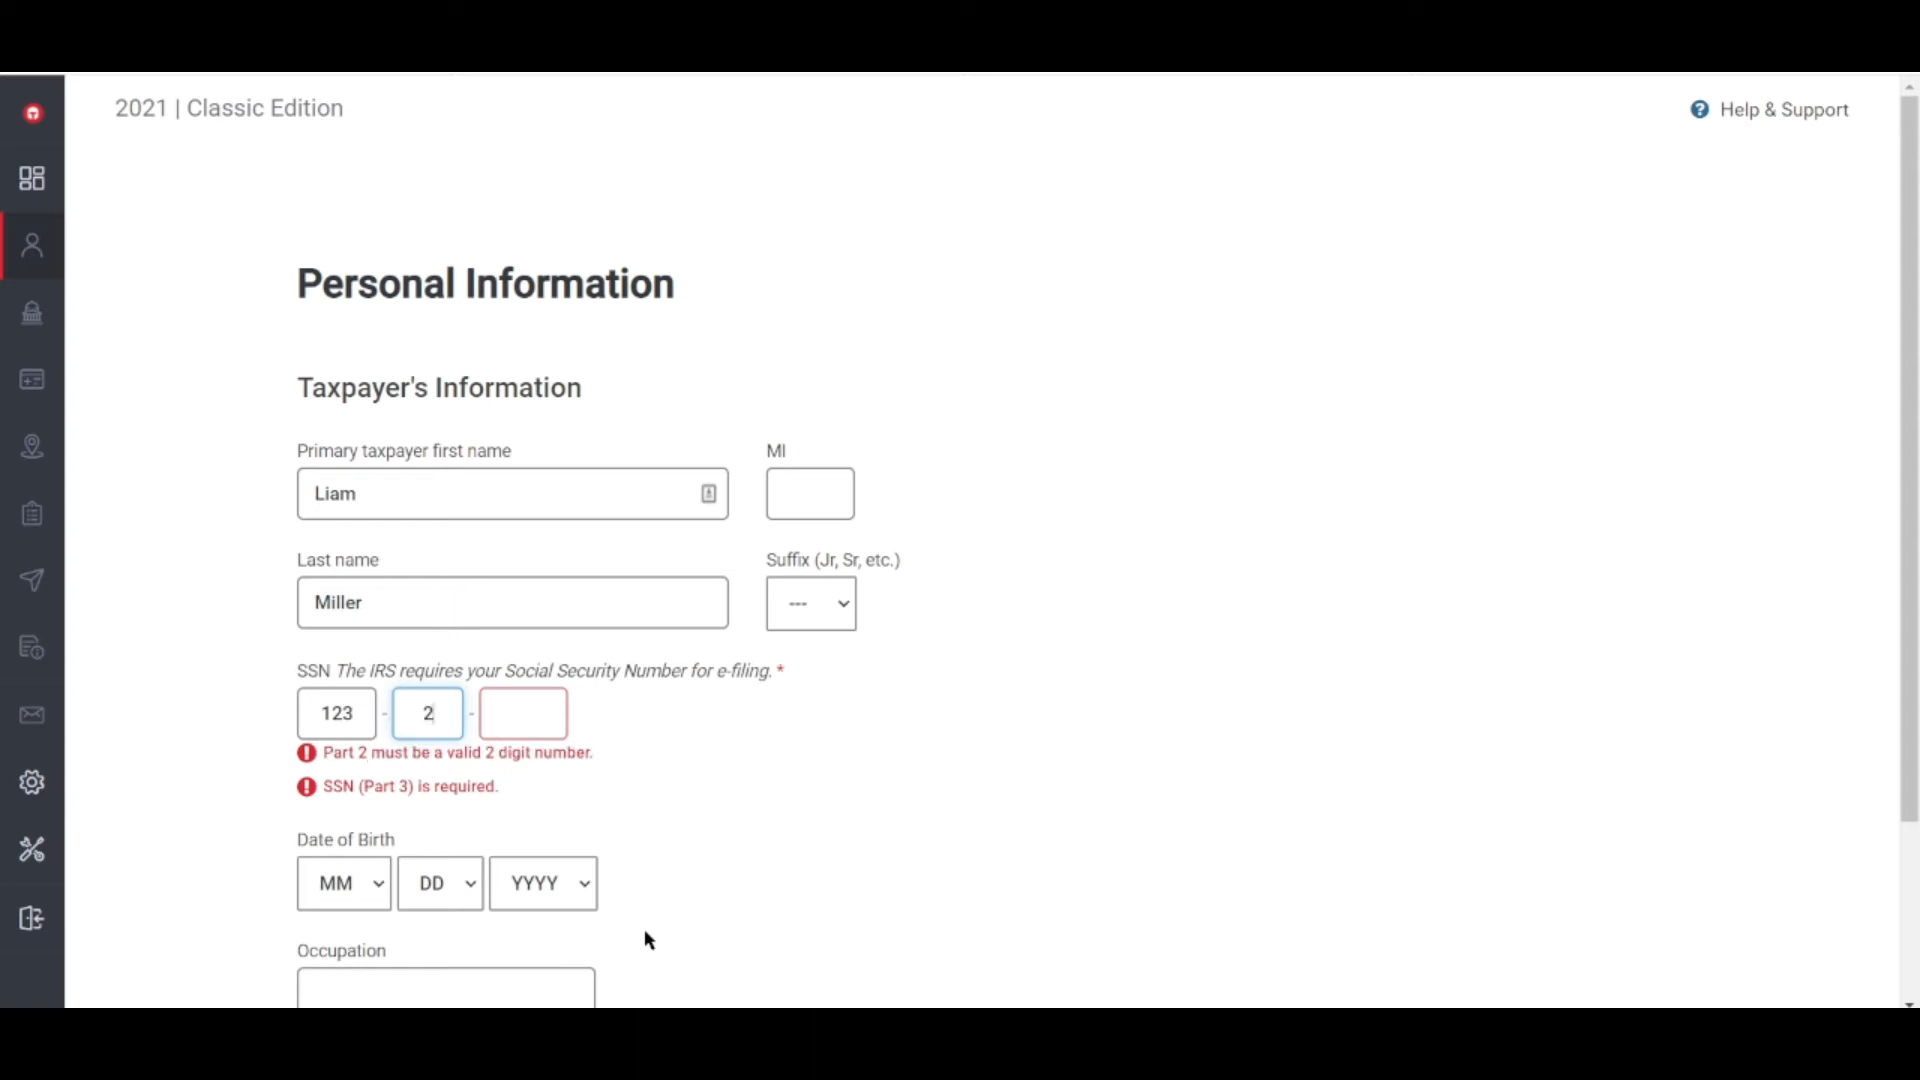 2021 | Classic Edition
Help & Support
Personal Information
Taxpayer's Information
Primary taxpayer first name MI
Liam
Last name Suffix (Jr, Sr, etc.)
Miller ---
SSN The IRS requires your Social Security Number for e-filing. *
123 - 2 -
Part 2 must be a valid 2 digit number.
SSN (Part 3) is required.
Date of Birth
MM DD YYYY
Occupation